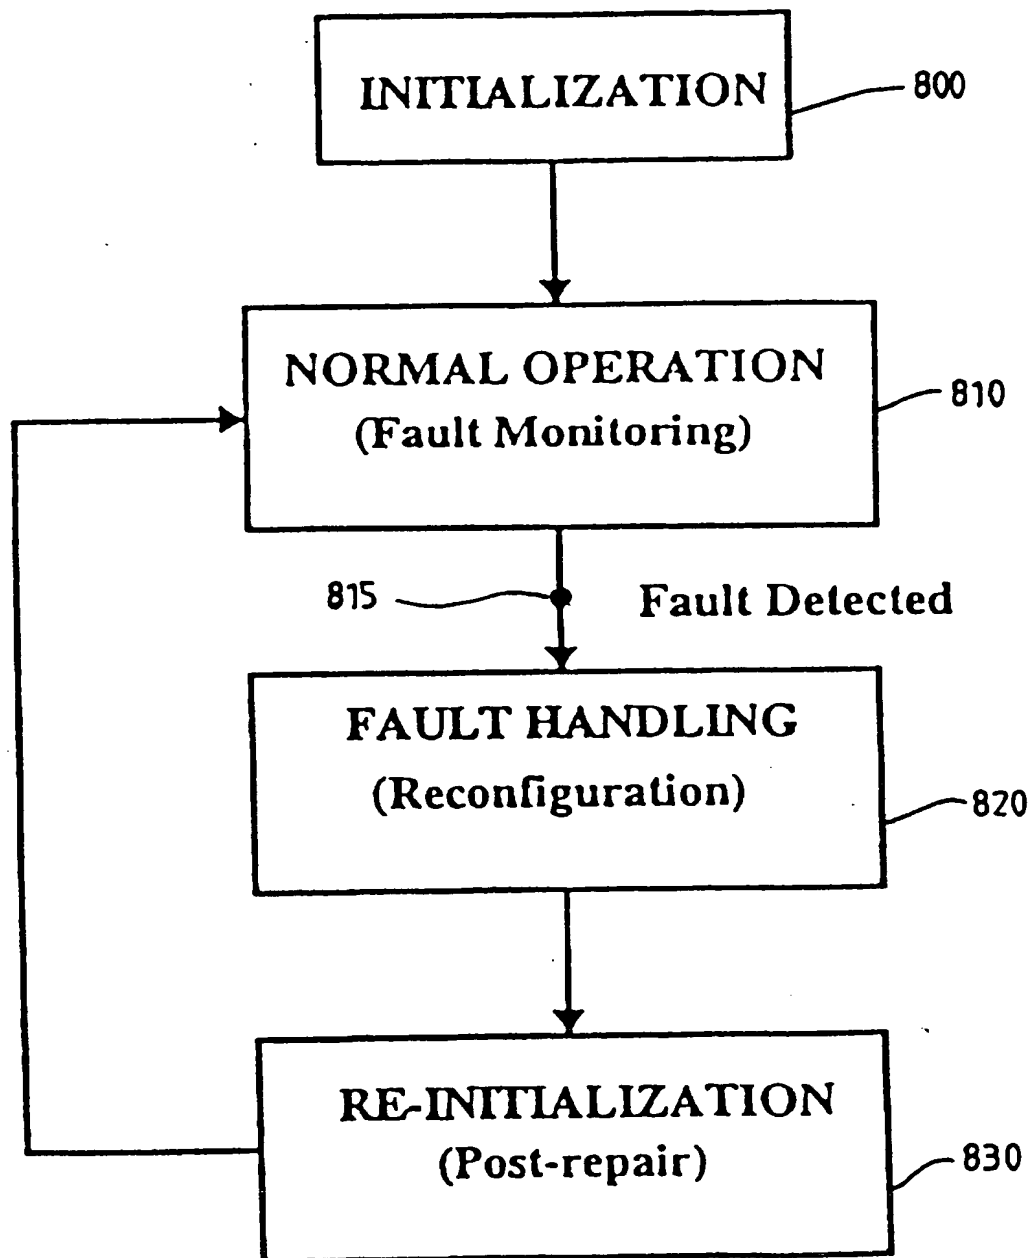 INITIALIZATION
800
NORMAL OPERATION
(Fault Monitoring)
810
815
Fault Detected
FAULT HANDLING
(Reconfiguration)
820
RE-INITIALIZATION
(Post-repair)
830